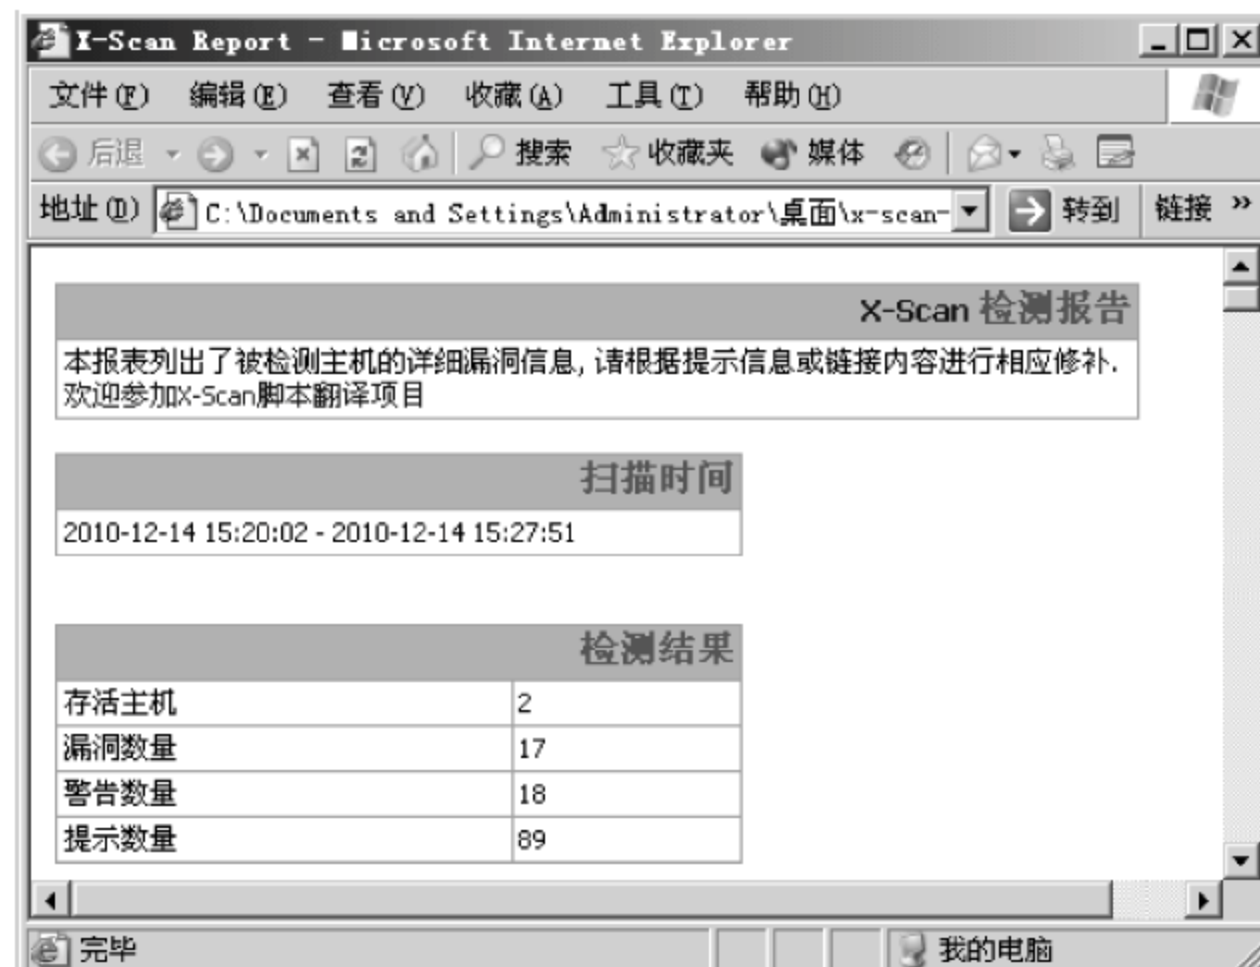 X-Scan Report - Microsoft Internet Explorer
文件(F) 编辑(E) 查看(V) 收藏(A) 工具(T) 帮助(H)
后退 搜索 收藏夹 媒体
地址(D) C:\Documents and Settings\Administrator\桌面\x-scan- 转到 链接 »
X-Scan 检测报告
本报表列出了被检测主机的详细漏洞信息, 请根据提示信息或链接内容进行相应修补.
欢迎参加X-Scan脚本翻译项目
扫描时间
2010-12-14 15:20:02 - 2010-12-14 15:27:51
检测结果
存活主机 2
漏洞数量 17
警告数量 18
提示数量 89
完毕 我的电脑